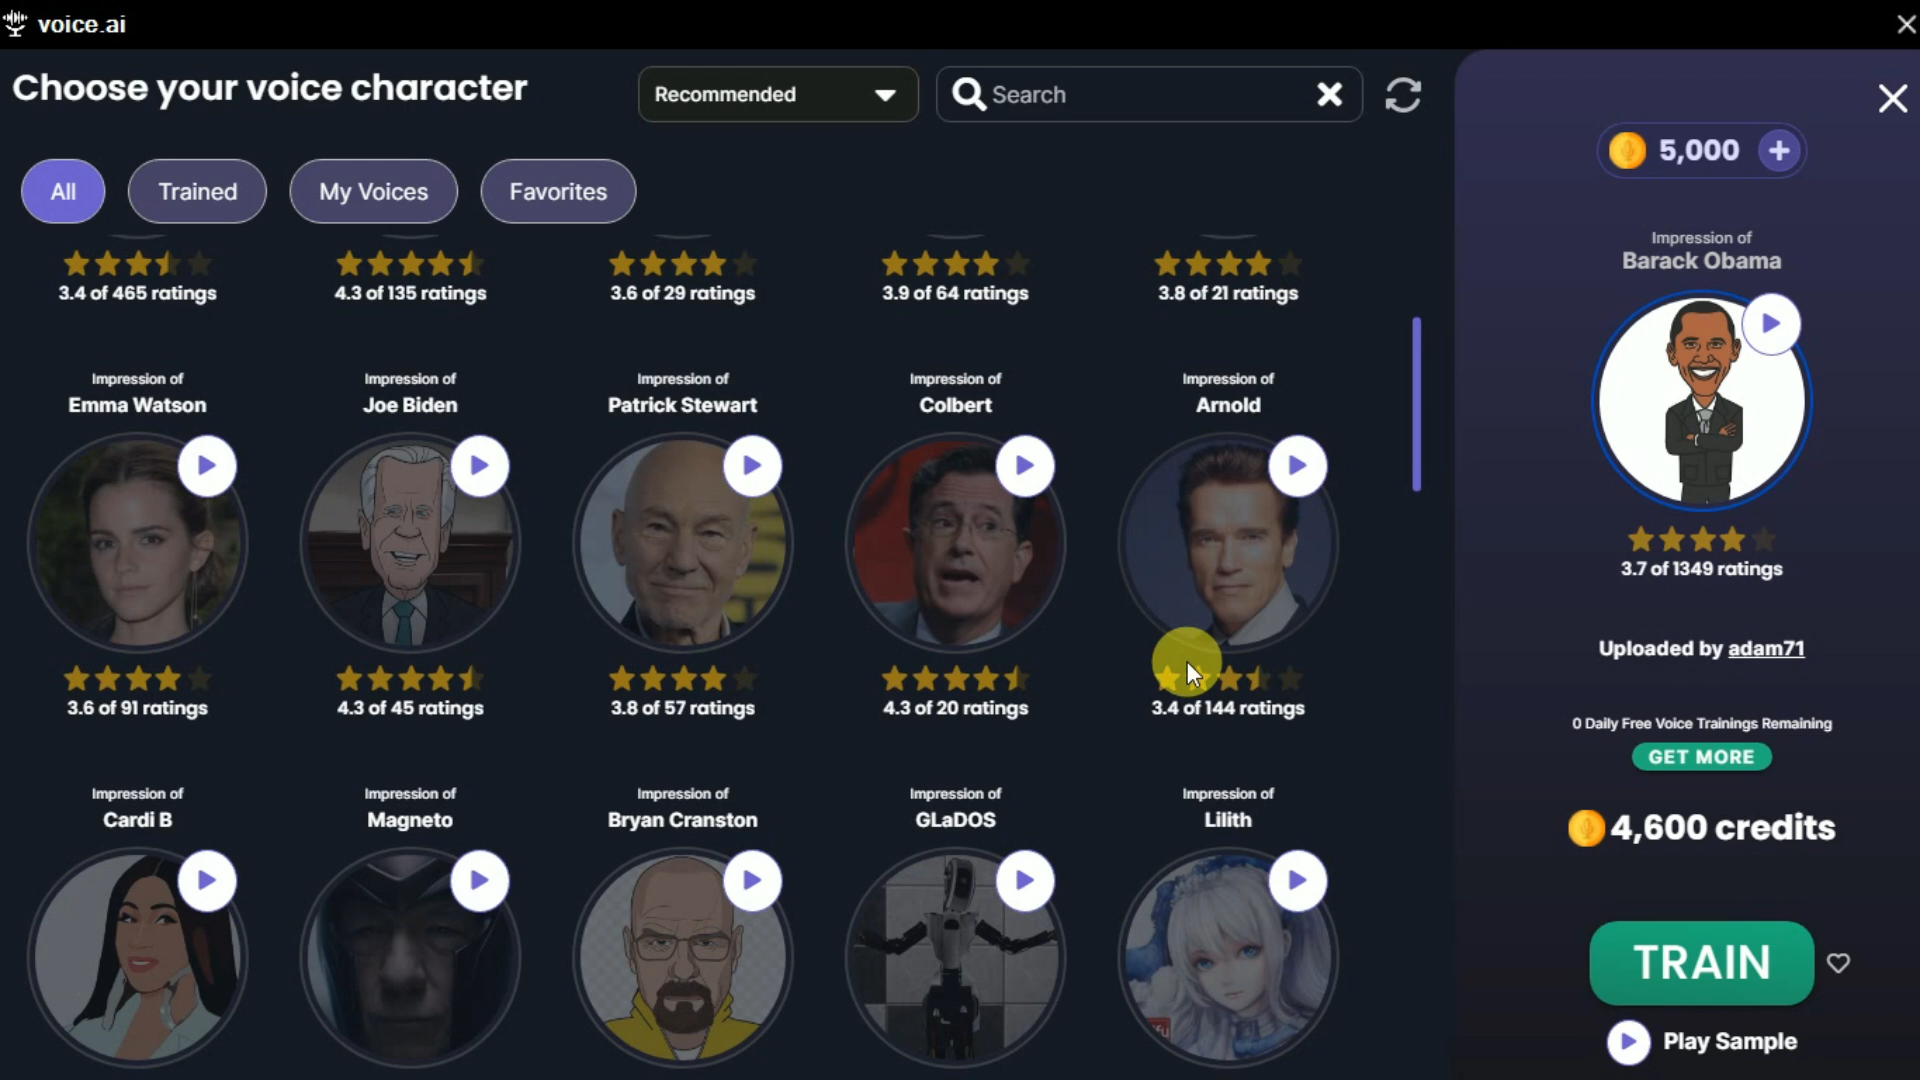 voice.ai
Choose your voice character
Recommended
Search
All
Trained
My Voices
Favorites
3.4 of 465 ratings
4.3 of 135 ratings
3.6 of 29 ratings
3.9 of 64 ratings
3.8 of 21 ratings
Impression of
Emma Watson
Impression of
Joe Biden
Impression of
Patrick Stewart
Impression of
Colbert
Impression of
Arnold
3.6 of 91 ratings
4.3 of 45 ratings
3.8 of 57 ratings
4.3 of 20 ratings
3.4 of 144 ratings
Impression of
Cardi B
Impression of
Magneto
Impression of
Bryan Cranston
Impression of
GLaDOS
Impression of
Lilith
5,000
Impression of
Barack Obama
3.7 of 1349 ratings
Uploaded by adam71
0 Daily Free Voice Trainings Remaining
GET MORE
4,600 credits
TRAIN
Play Sample